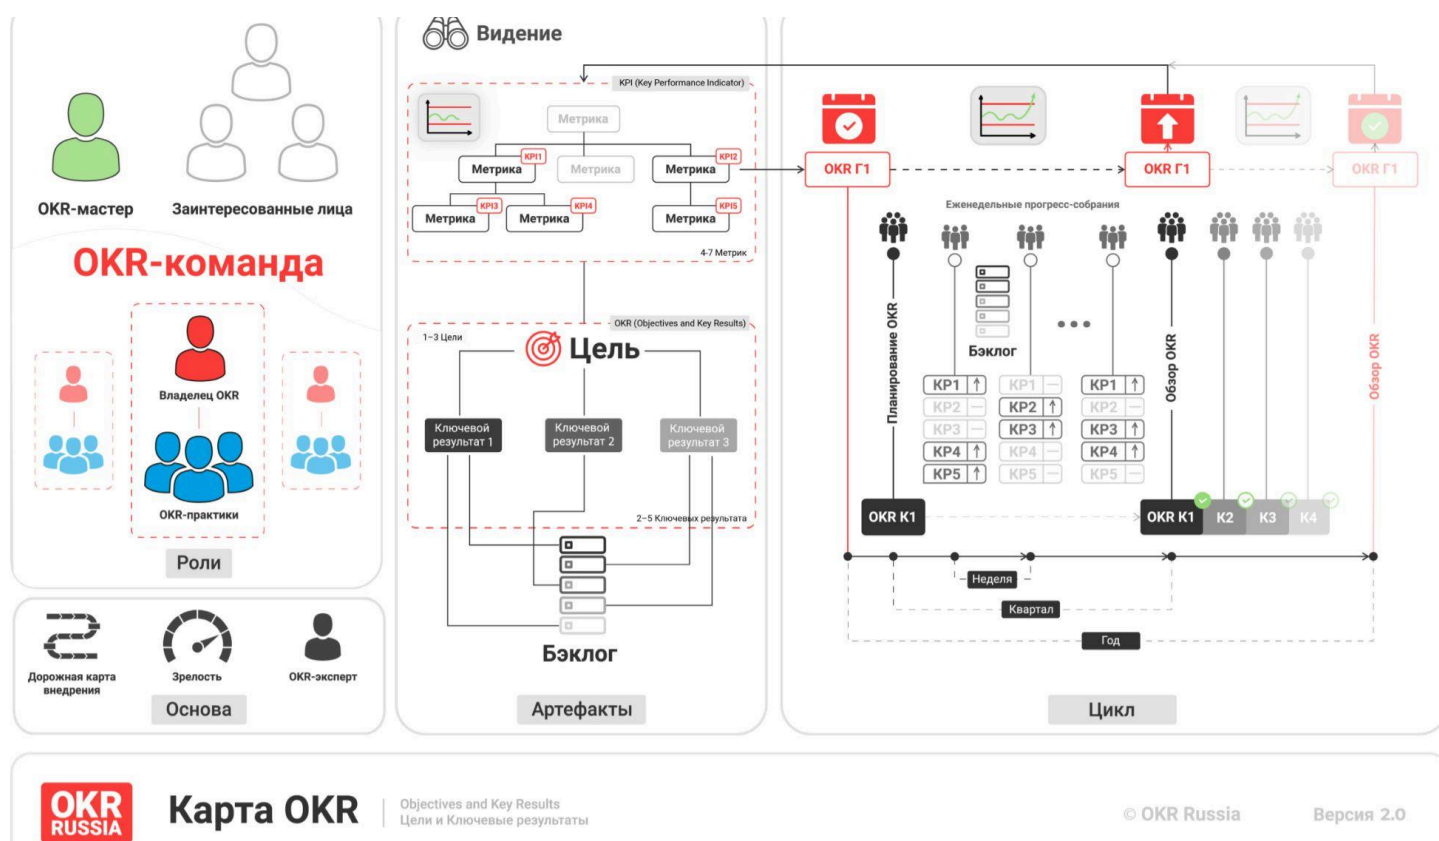 OKR-мастер
Заинтересованные лица
OKR-команда
Владелец OKR
OKR-практики
Роли
Дорожная карта
внедрения
Зрелость
OKR-эксперт
Основа
Видение
KPI (Key Performance Indicator)
Метрика
Метрика
KPI1
Метрика
Метрика
KPI2
Метрика
KPI3
Метрика
KPI4
Метрика
KPI5
4-7 Метрик
OKR (Objectives and Key Results)
1–3 Цели
Цель
Ключевой
результат 1
Ключевой
результат 2
Ключевой
результат 3
2–5 Ключевых результата
Бэклог
Артефакты
OKR Г1
OKR Г1
OKR Г1
Еженедельные прогресс-собрания
Планирование OKR
Бэклог
КР1
КР2
КР3
КР4
КР5
КР1
КР2
КР3
КР4
КР5
КР1
КР2
КР3
КР4
КР5
Обзор OKR
Обзор OKR
OKR К1
OKR К1
К2
К3
К4
Неделя
Квартал
Год
Цикл
OKR
RUSSIA
Карта OKR
Objectives and Key Results
Цели и Ключевые результаты
© OKR Russia
Версия 2.0